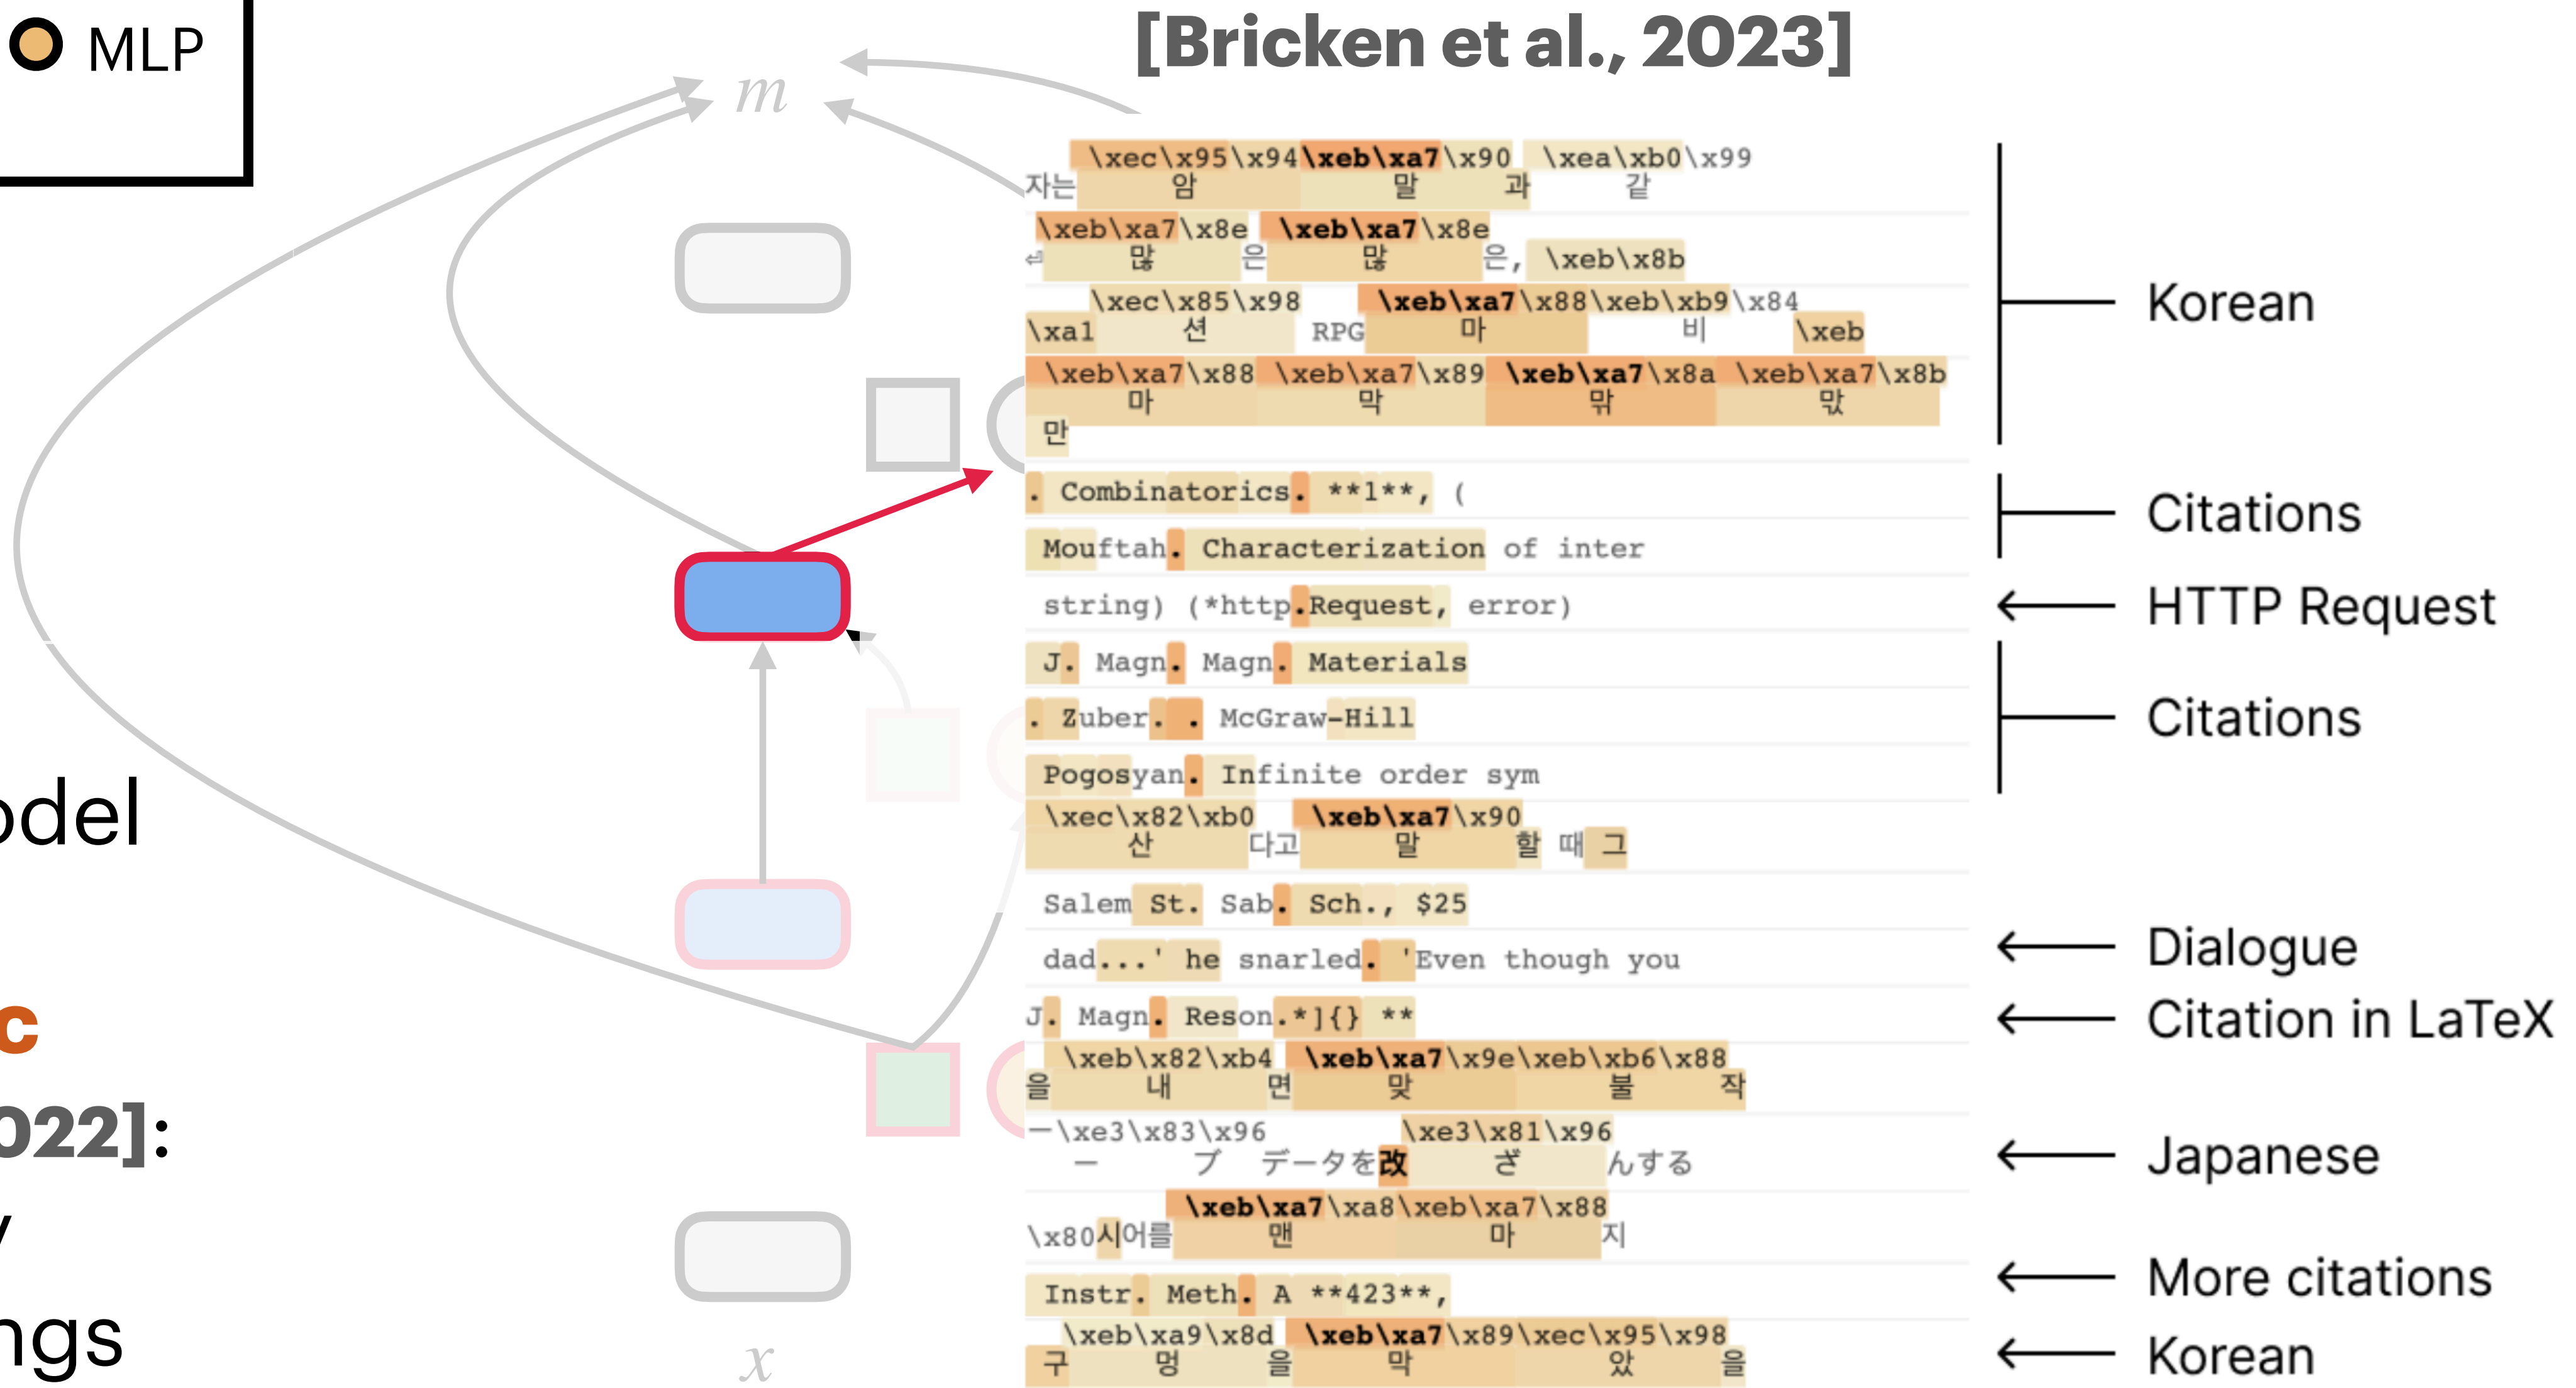 MLP
[Bricken et al., 2023]
m
\xec\x95\x94\xeb\xa7\x90 \xea\xb0\x99
자는 암 말 과 같
\xeb\xa7\x8e \xeb\xa7\x8e
⏎ 많 은 많 은, \xeb\x8b
\xec\x85\x98 \xeb\xa7\x88\xeb\xb9\x84
\xa1 션 RPG 마 비 \xeb
\xeb\xa7\x88 \xeb\xa7\x89 \xeb\xa7\x8a \xeb\xa7\x8b
마 막 맊 맋
만
Korean
. Combinatorics. **1**, (
Mouftah. Characterization of inter
Citations
string) (*http.Request, error)
HTTP Request
J. Magn. Magn. Materials
. Zuber. . McGraw-Hill
Citations
Pogosyan. Infinite order sym
\xec\x82\xb0 \xeb\xa7\x90
산 다고 말 할 때 그
Salem St. Sab. Sch., $25
dad...' he snarled. 'Even though you
Dialogue
J. Magn. Reson.*]{} **
Citation in LaTeX
\xeb\x82\xb4 \xeb\xa7\x9e\xeb\xb6\x88
을 내 면 맞 불 작
ー\xe3\x83\x96 \xe3\x81\x96
ー ブ データを改 ざ んする
Japanese
\xeb\xa7\xa8\xeb\xa7\x88
\x80시어를 맨 마 지
Instr. Meth. A **423**,
More citations
\xeb\xa9\x8d \xeb\xa7\x89\xec\x95\x98
구 멍 을 막 았 을
Korean
x
odel
c
022]:
y
ngs